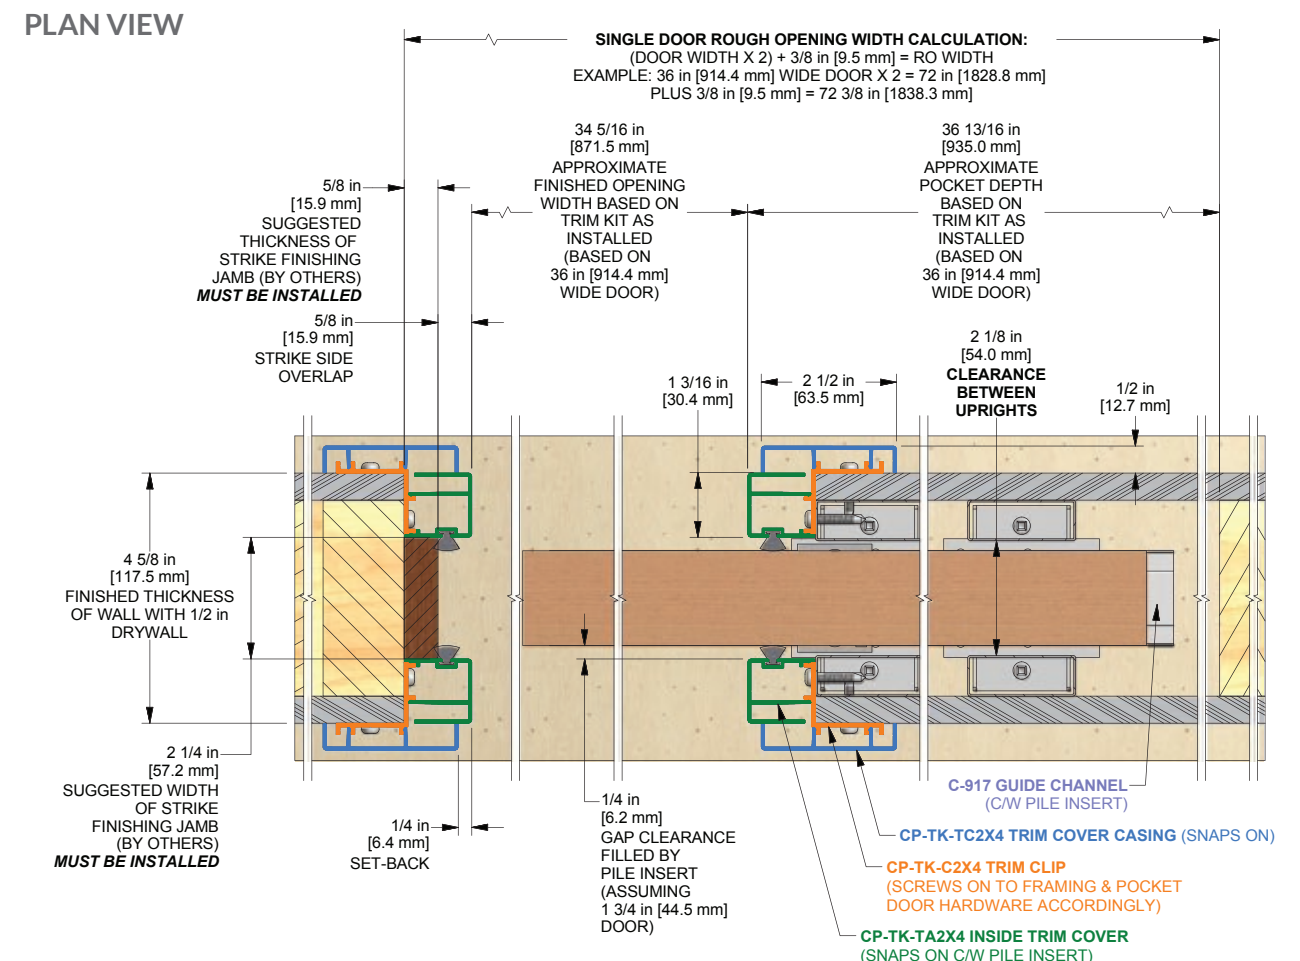 PLAN VIEW
SINGLE DOOR ROUGH OPENING WIDTH CALCULATION:
(DOOR WIDTH X 2) + 3/8 in [9.5 mm] = RO WIDTH
EXAMPLE: 36 in [914.4 mm] WIDE DOOR X 2 = 72 in [1828.8 mm]
PLUS 3/8 in [9.5 mm] = 72 3/8 in [1838.3 mm]
34 5/16 in
[871.5 mm]
APPROXIMATE
FINISHED OPENING
WIDTH BASED ON
TRIM KIT AS
INSTALLED
(BASED ON
36 in [914.4 mm]
WIDE DOOR)
36 13/16 in
[935.0 mm]
APPROXIMATE
POCKET DEPTH
BASED ON
TRIM KIT AS
INSTALLED
(BASED ON
36 in [914.4 mm]
WIDE DOOR)
5/8 in
[15.9 mm]
SUGGESTED
THICKNESS OF
STRIKE FINISHING
JAMB (BY OTHERS)
MUST BE INSTALLED
5/8 in
[15.9 mm]
STRIKE SIDE
OVERLAP
1 3/16 in
[30.4 mm]
2 1/2 in
[63.5 mm]
2 1/8 in
[54.0 mm]
CLEARANCE
BETWEEN
UPRIGHTS
1/2 in
[12.7 mm]
4 5/8 in
[117.5 mm]
FINISHED THICKNESS
OF WALL WITH 1/2 in
DRYWALL
2 1/4 in
[57.2 mm]
SUGGESTED WIDTH
OF STRIKE
FINISHING JAMB
(BY OTHERS)
MUST BE INSTALLED
1/4 in
[6.4 mm]
SET-BACK
1/4 in
[6.2 mm]
GAP CLEARANCE
FILLED BY
PILE INSERT
(ASSUMING
1 3/4 in [44.5 mm]
DOOR)
C-917 GUIDE CHANNEL
(C/W PILE INSERT)
CP-TK-TC2X4 TRIM COVER CASING (SNAPS ON)
CP-TK-C2X4 TRIM CLIP
(SCREWS ON TO FRAMING & POCKET
DOOR HARDWARE ACCORDINGLY)
CP-TK-TA2X4 INSIDE TRIM COVER
(SNAPS ON C/W PILE INSERT)